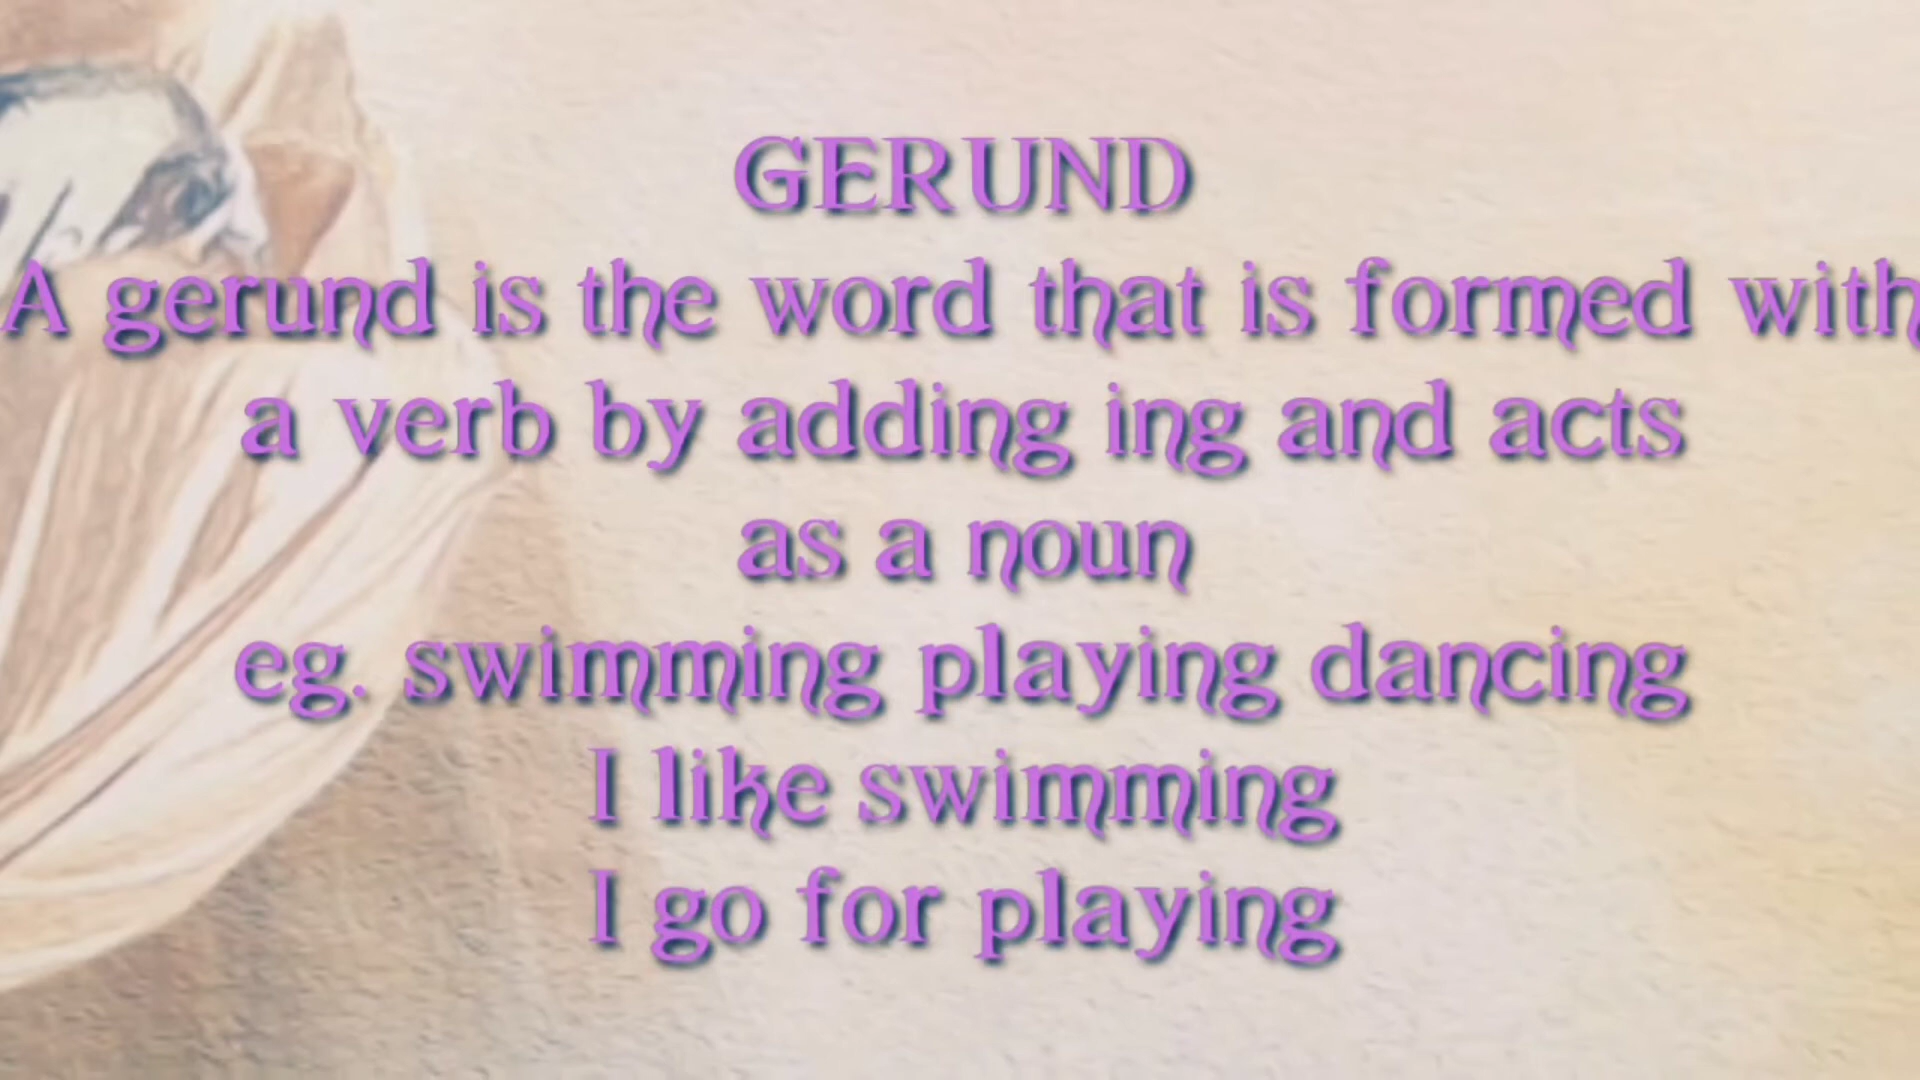 GERUND
A gerund is the word that is formed with
a verb by adding ing and acts
as a noun
eg. swimming playing dancing
I like swimming
I go for playing